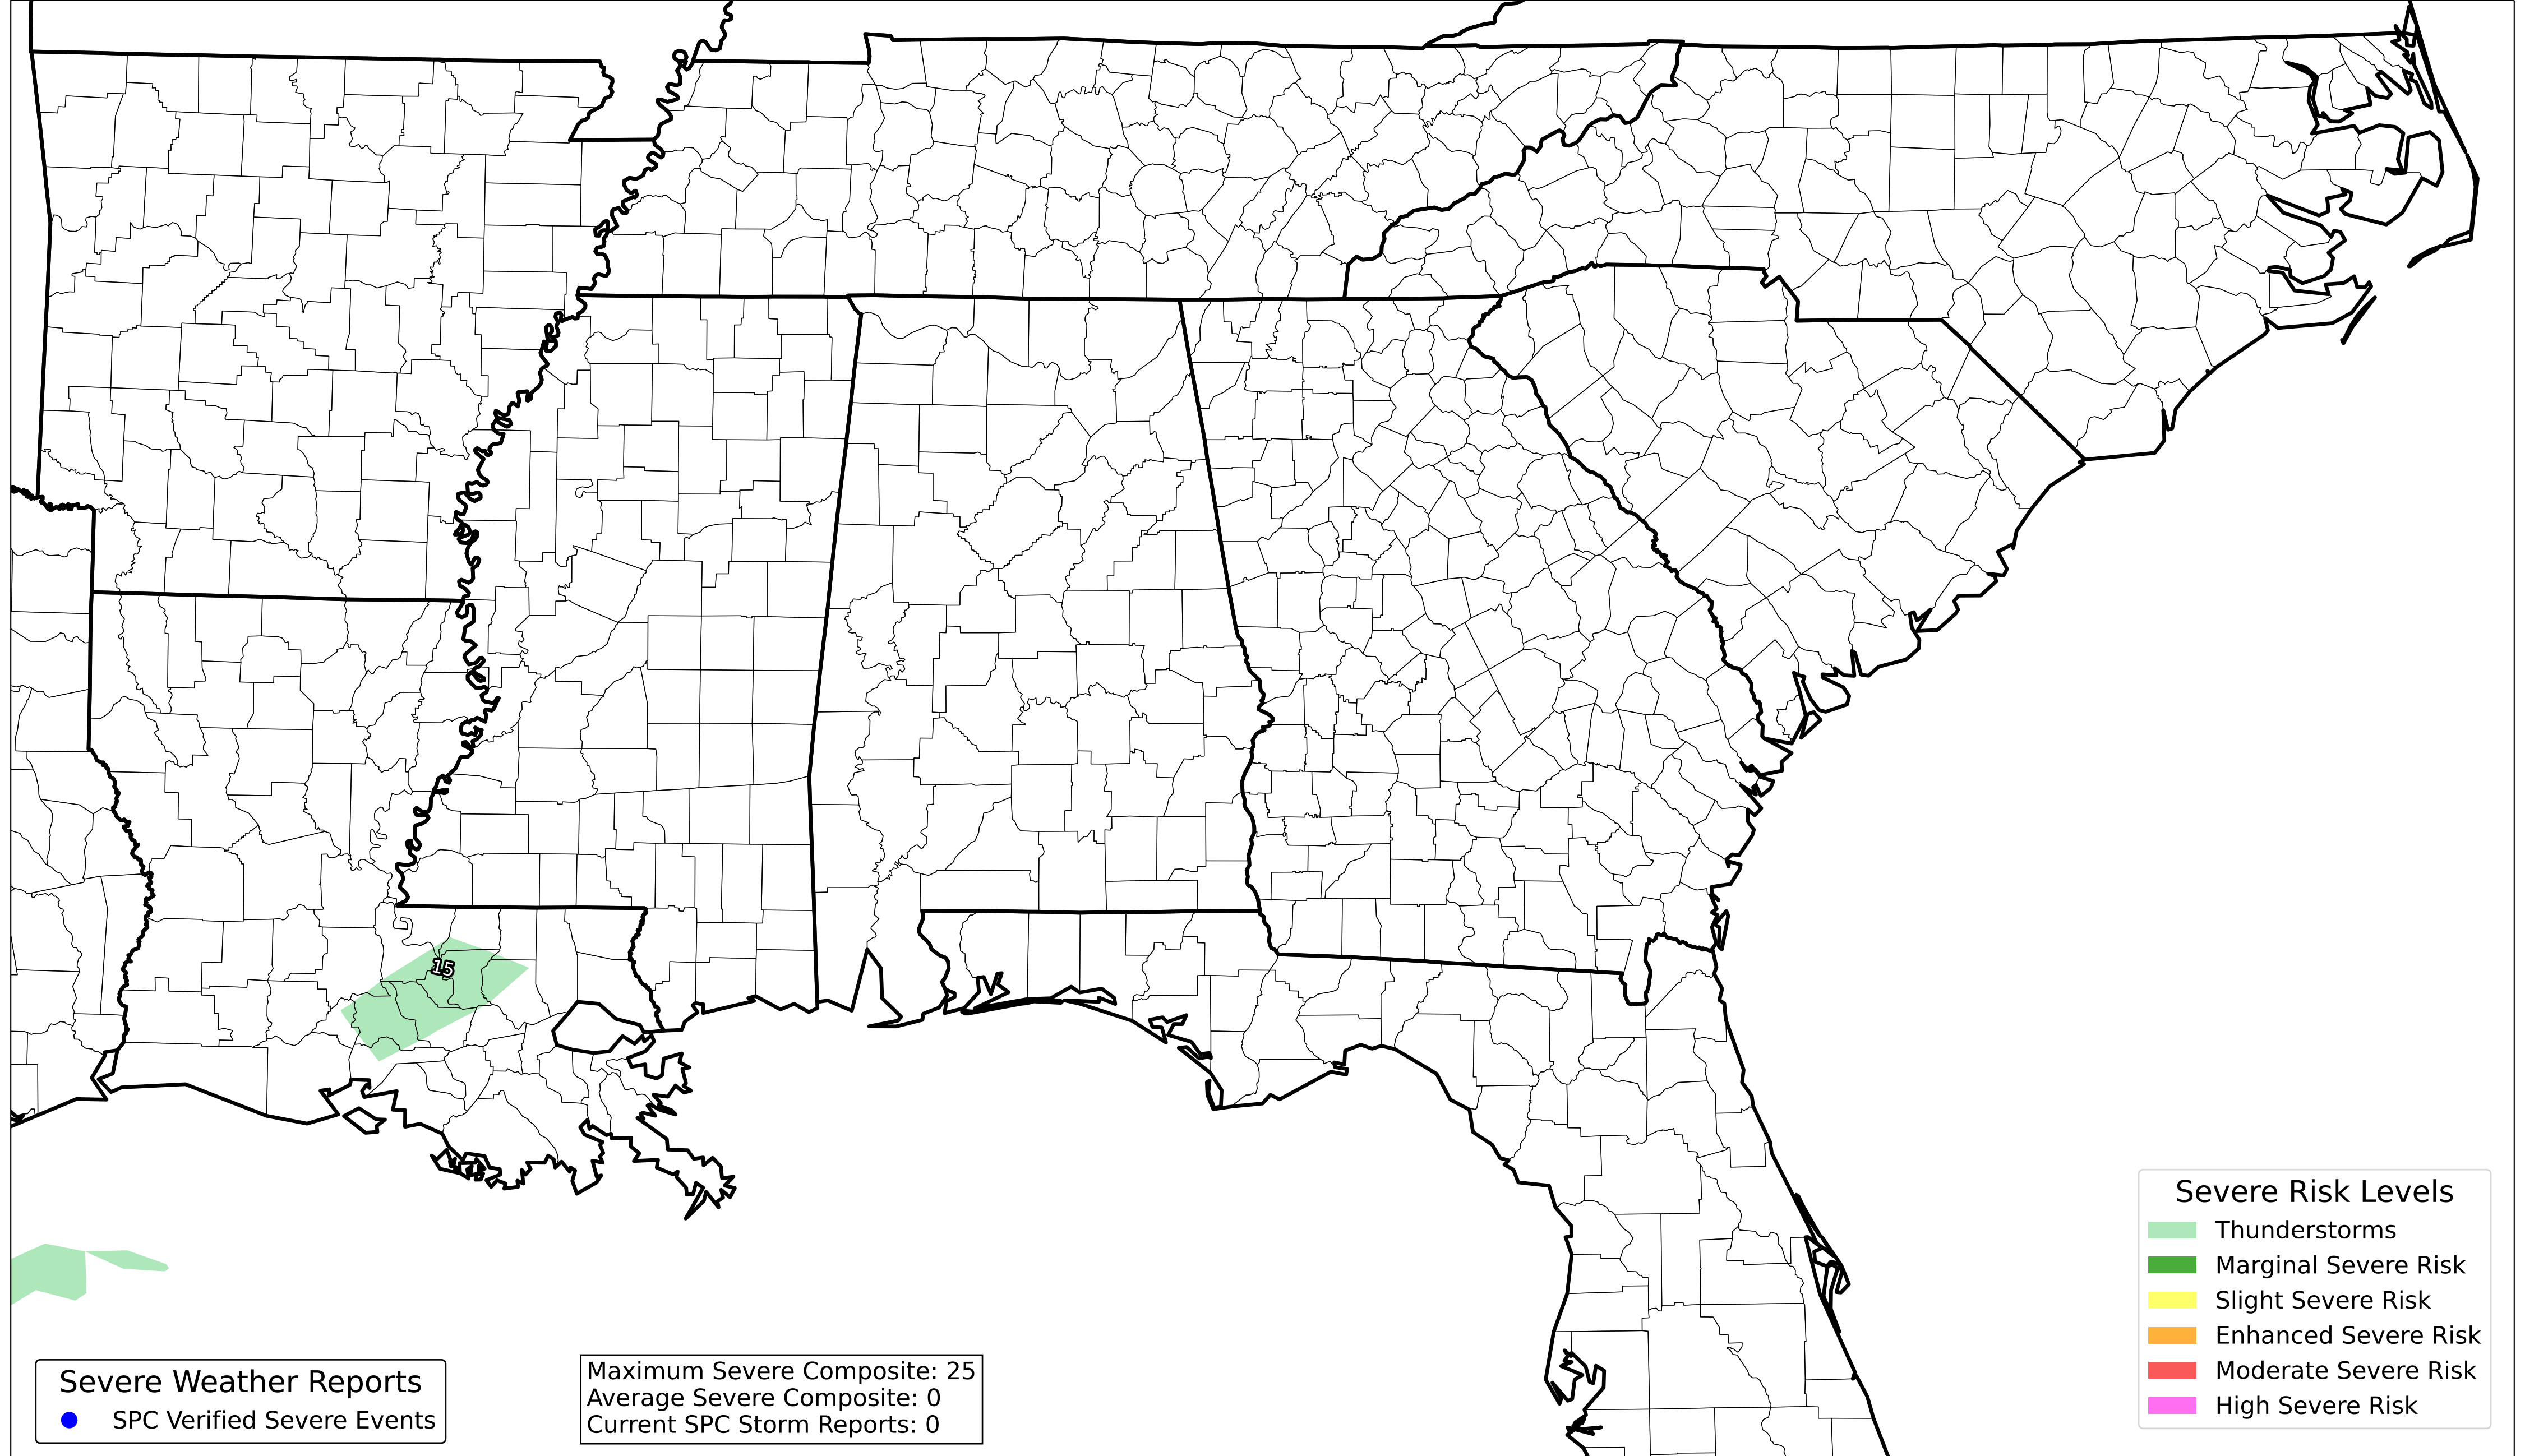 15
Severe Weather Reports
SPC Verified Severe Events
Maximum Severe Composite: 25
Average Severe Composite: 0
Current SPC Storm Reports: 0
Severe Risk Levels
Thunderstorms
Marginal Severe Risk
Slight Severe Risk
Enhanced Severe Risk
Moderate Severe Risk
High Severe Risk